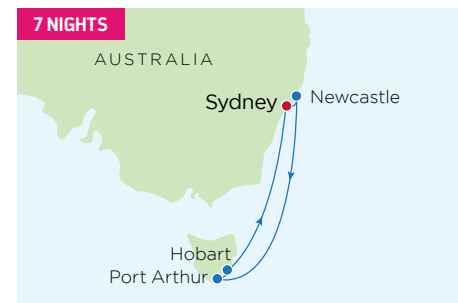 7 NIGHTS
AUSTRALIA
Sydney
Newcastle
Hobart
Port Arthur